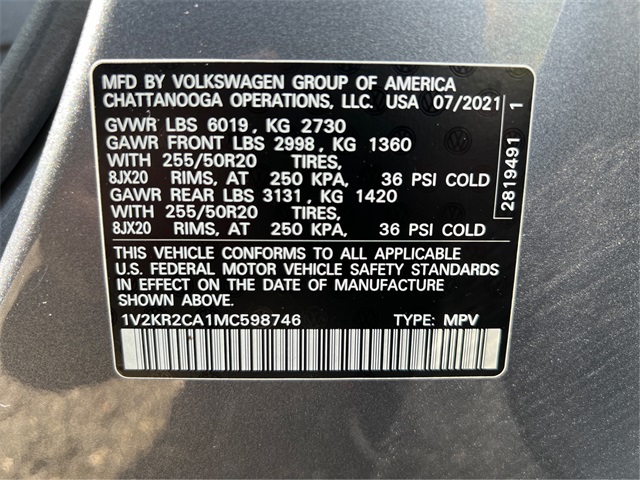 MFD BY VOLKSWAGEN GROUP OF AMERICA
CHATTANOOGA OPERATIONS, LLC. USA 07/2021
GVWR LBS 6019, KG 2730
GAWR FRONT LBS 2998, KG 1360
WITH 255/50R20 TIRES,
8JX20 RIMS, AT 250 KPA, 36 PSI COLD
GAWR REAR LBS 3131, KG 1420
WITH 255/50R20 TIRES,
8JX20 RIMS, AT 250 KPA, 36 PSI COLD
THIS VEHICLE CONFORMS TO ALL APPLICABLE
U.S. FEDERAL MOTOR VEHICLE SAFETY STANDARDS
IN EFFECT ON THE DATE OF MANUFACTURE
SHOWN ABOVE.
1V2KR2CA1MC598746 TYPE: MPV
2819491 1